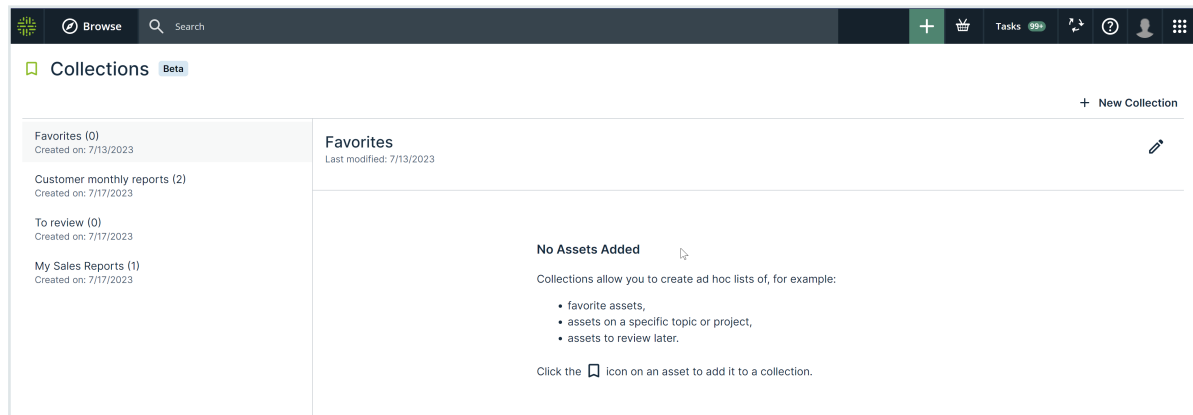 Browse
Search
Tasks 99+
Collections Beta
+ New Collection
Favorites (0)
Created on: 7/13/2023
Customer monthly reports (2)
Created on: 7/17/2023
To review (0)
Created on: 7/17/2023
My Sales Reports (1)
Created on: 7/17/2023
Favorites
Last modified: 7/13/2023
No Assets Added
Collections allow you to create ad hoc lists of, for example:
• favorite assets,
• assets on a specific topic or project,
• assets to review later.
Click the icon on an asset to add it to a collection.